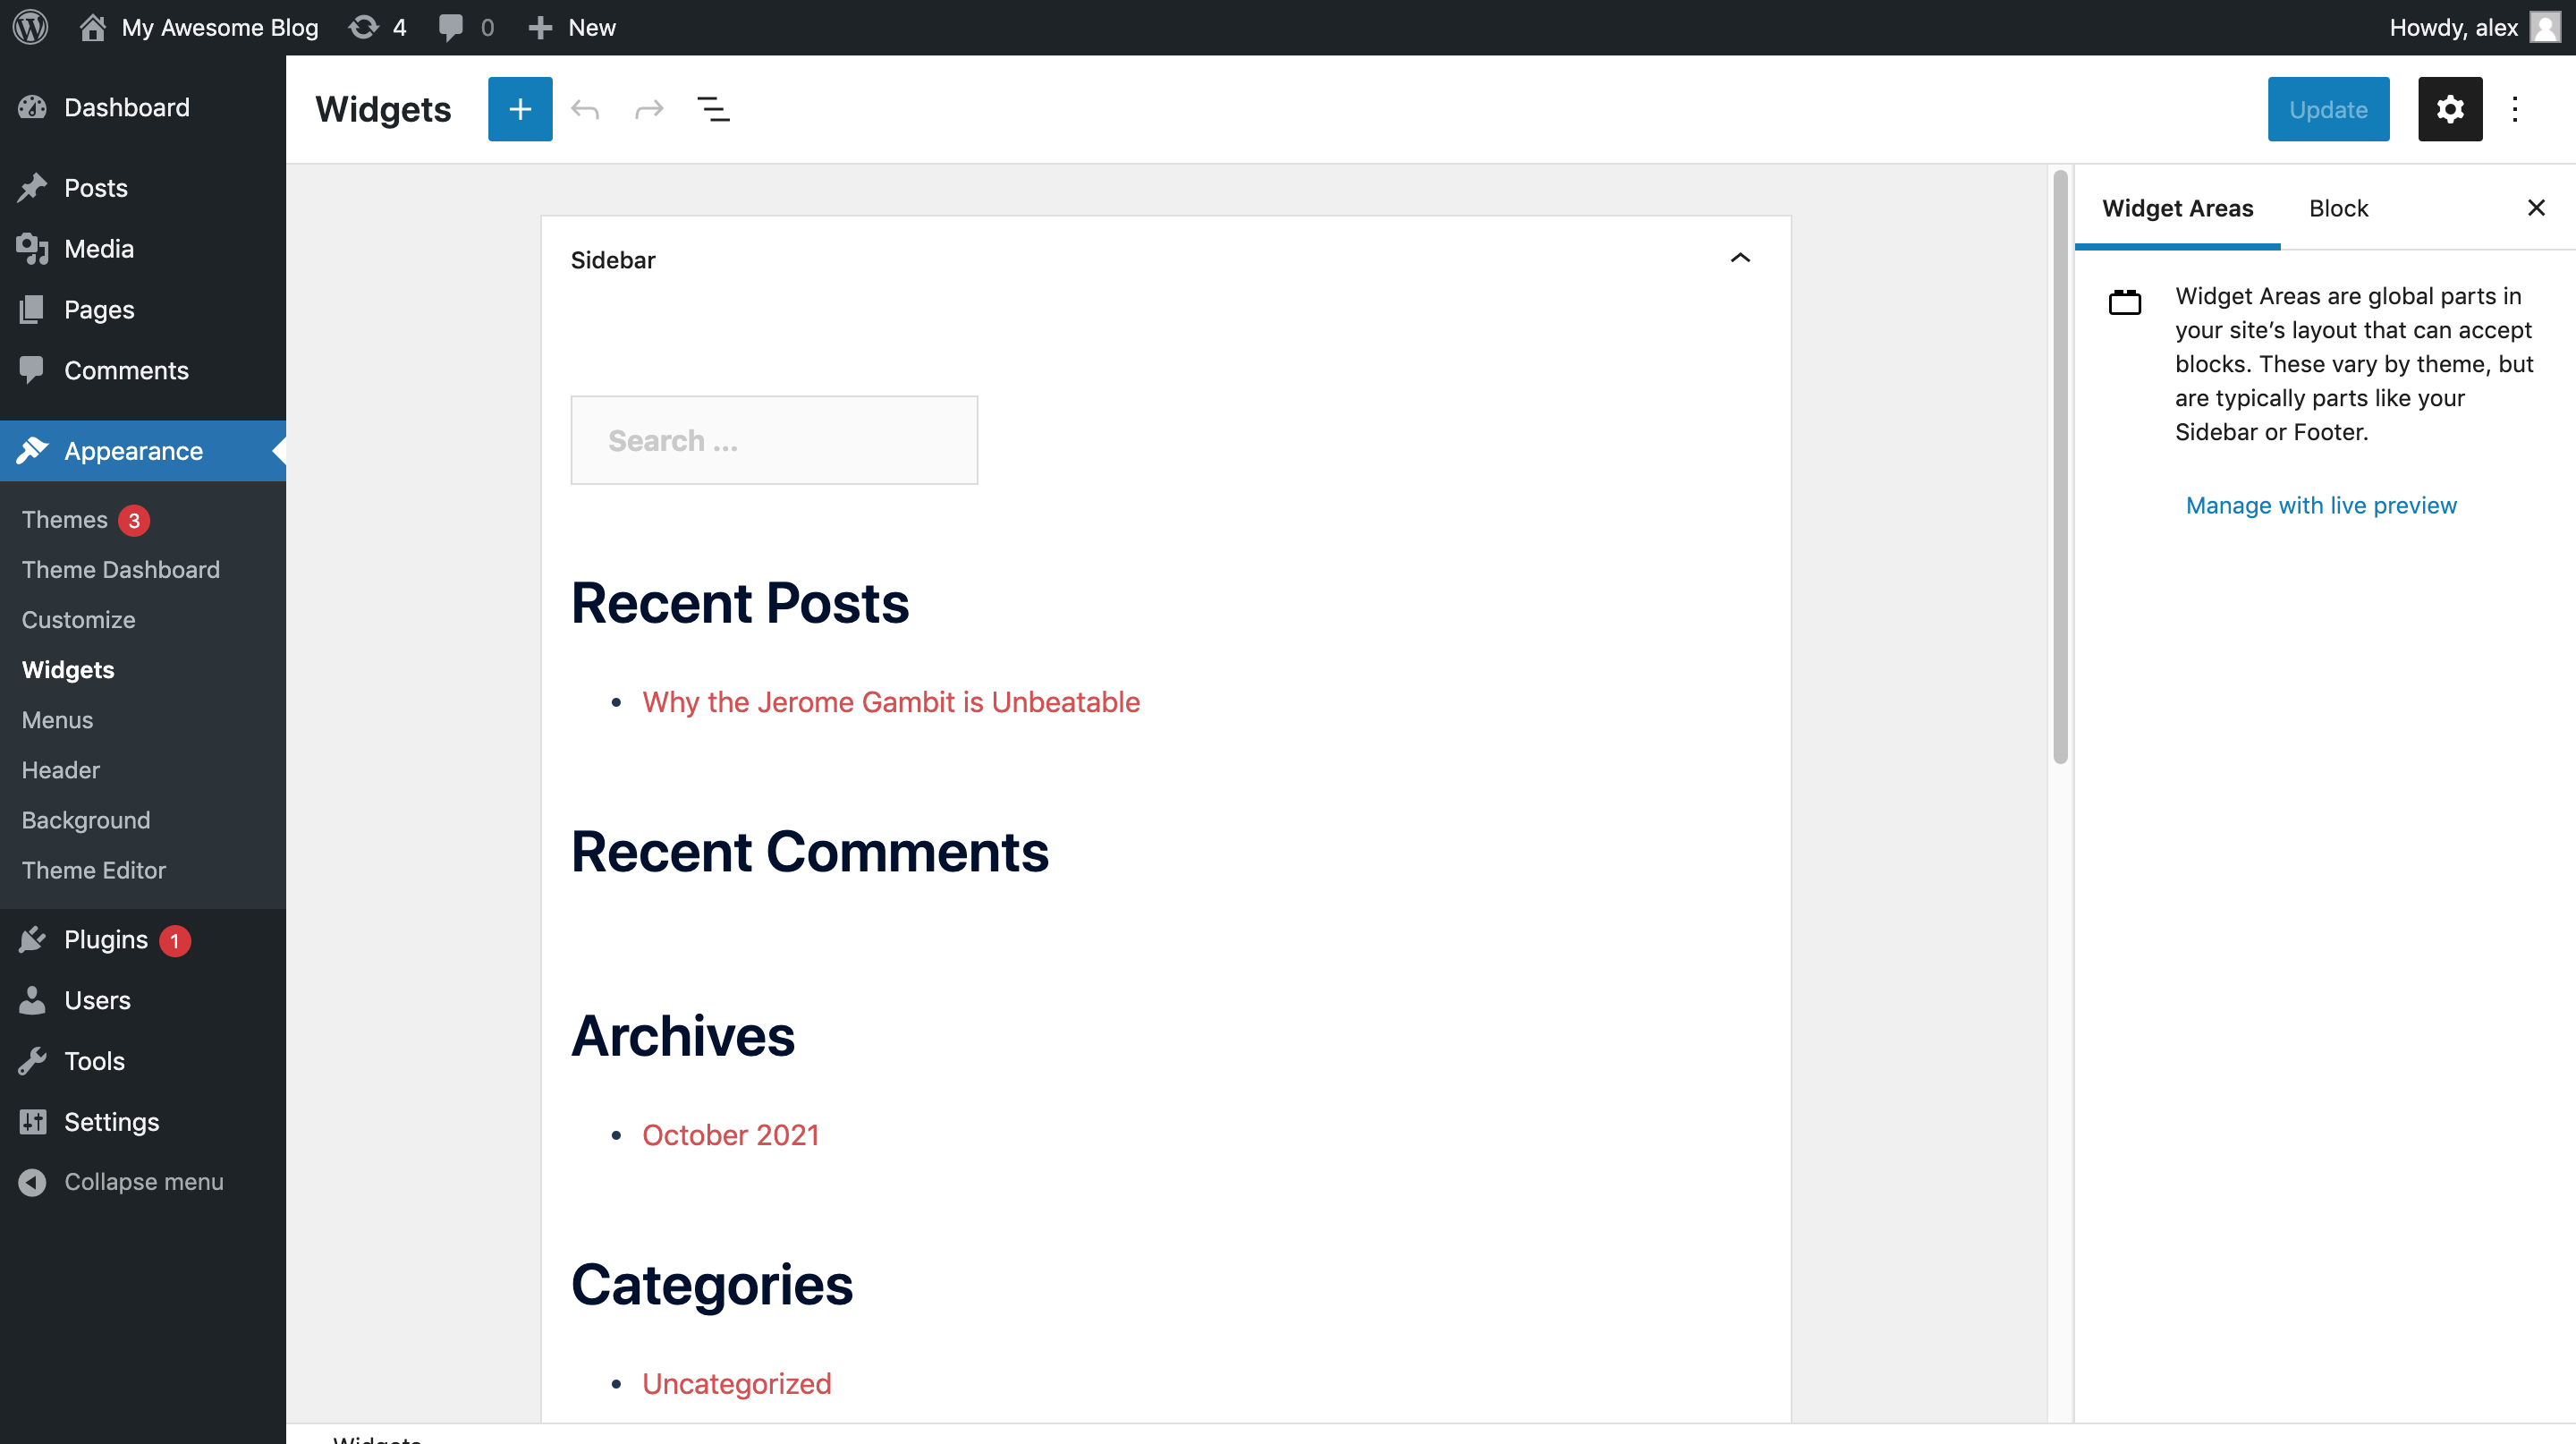 My Awesome Blog 4 0 New Howdy, alex
Dashboard
Posts
Media
Pages
Comments
Appearance
Themes 3
Theme Dashboard
Customize
Widgets
Menus
Header
Background
Theme Editor
Plugins 1
Users
Tools
Settings
Collapse menu
Widgets Update
Sidebar
Search ...
Recent Posts
• Why the Jerome Gambit is Unbeatable
Recent Comments
Archives
• October 2021
Categories
• Uncategorized
Widgets
Widget Areas Block
Widget Areas are global parts in
your site’s layout that can accept
blocks. These vary by theme, but
are typically parts like your
Sidebar or Footer.
Manage with live preview